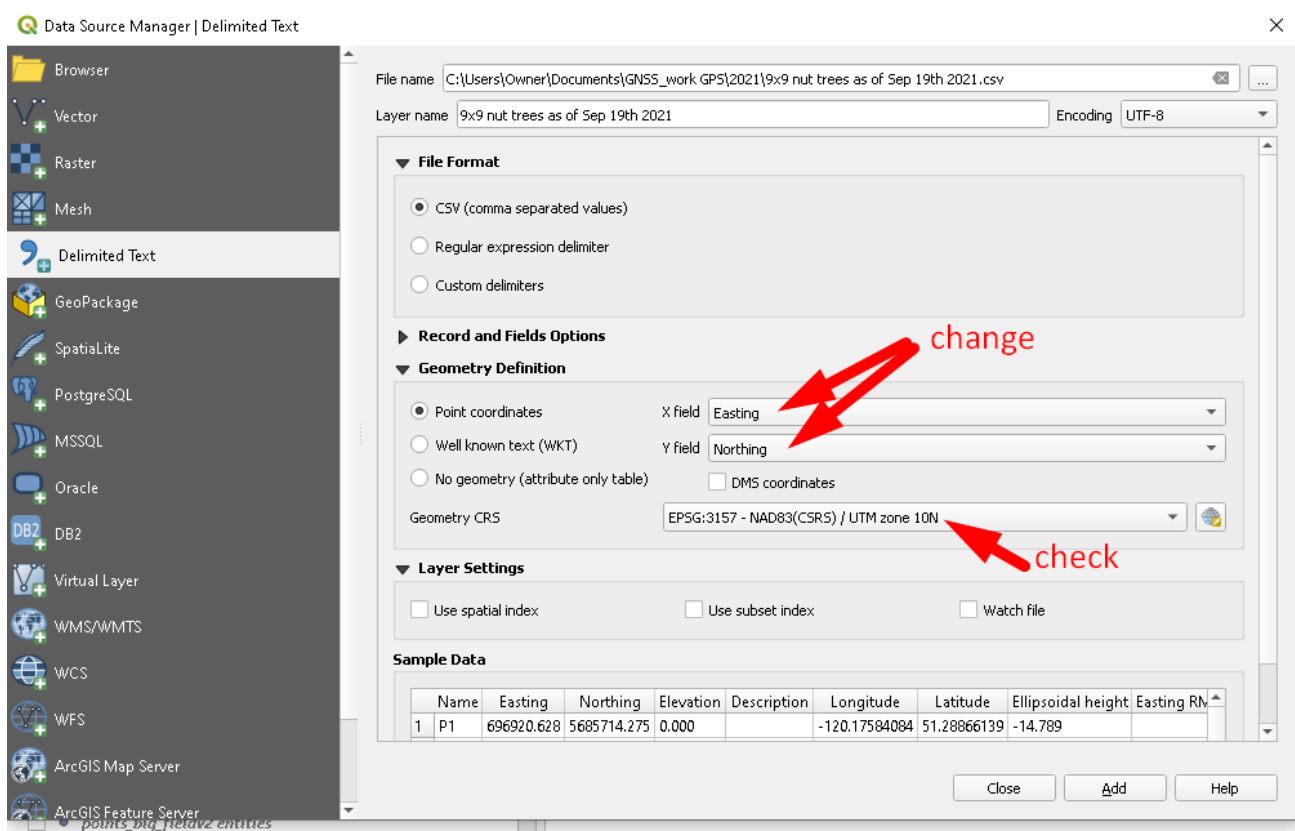 Data Source Manager | Delimited Text
Browser
Vector
Raster
Mesh
Delimited Text
GeoPackage
SpatiaLite
PostgreSQL
MSSQL
Oracle
DB2
DB2
Virtual Layer
WMS/WMTS
WCS
WFS
ArcGIS Map Server
ArcGIS Feature Server
File name C:\Users\Owner\Documents\GNSS_work GPS\2021\9x9 nut trees as of Sep 19th 2021.csv ...
Layer name 9x9 nut trees as of Sep 19th 2021 Encoding UTF-8
File Format
CSV (comma separated values)
Regular expression delimiter
Custom delimiters
Record and Fields Options
change
Geometry Definition
Point coordinates X field Easting
Well known text (WKT) Y field Northing
No geometry (attribute only table) DMS coordinates
Geometry CRS EPSG:3157 - NAD83(CSRS) / UTM zone 10N
check
Layer Settings
Use spatial index Use subset index Watch file
Sample Data
Name Easting Northing Elevation Description Longitude Latitude Ellipsoidal height Easting RM
1 P1 696920.628 5685714.275 0.000 -120.17584084 51.28866139 -14.789
Close Add Help
points_big_fieldv2 entities